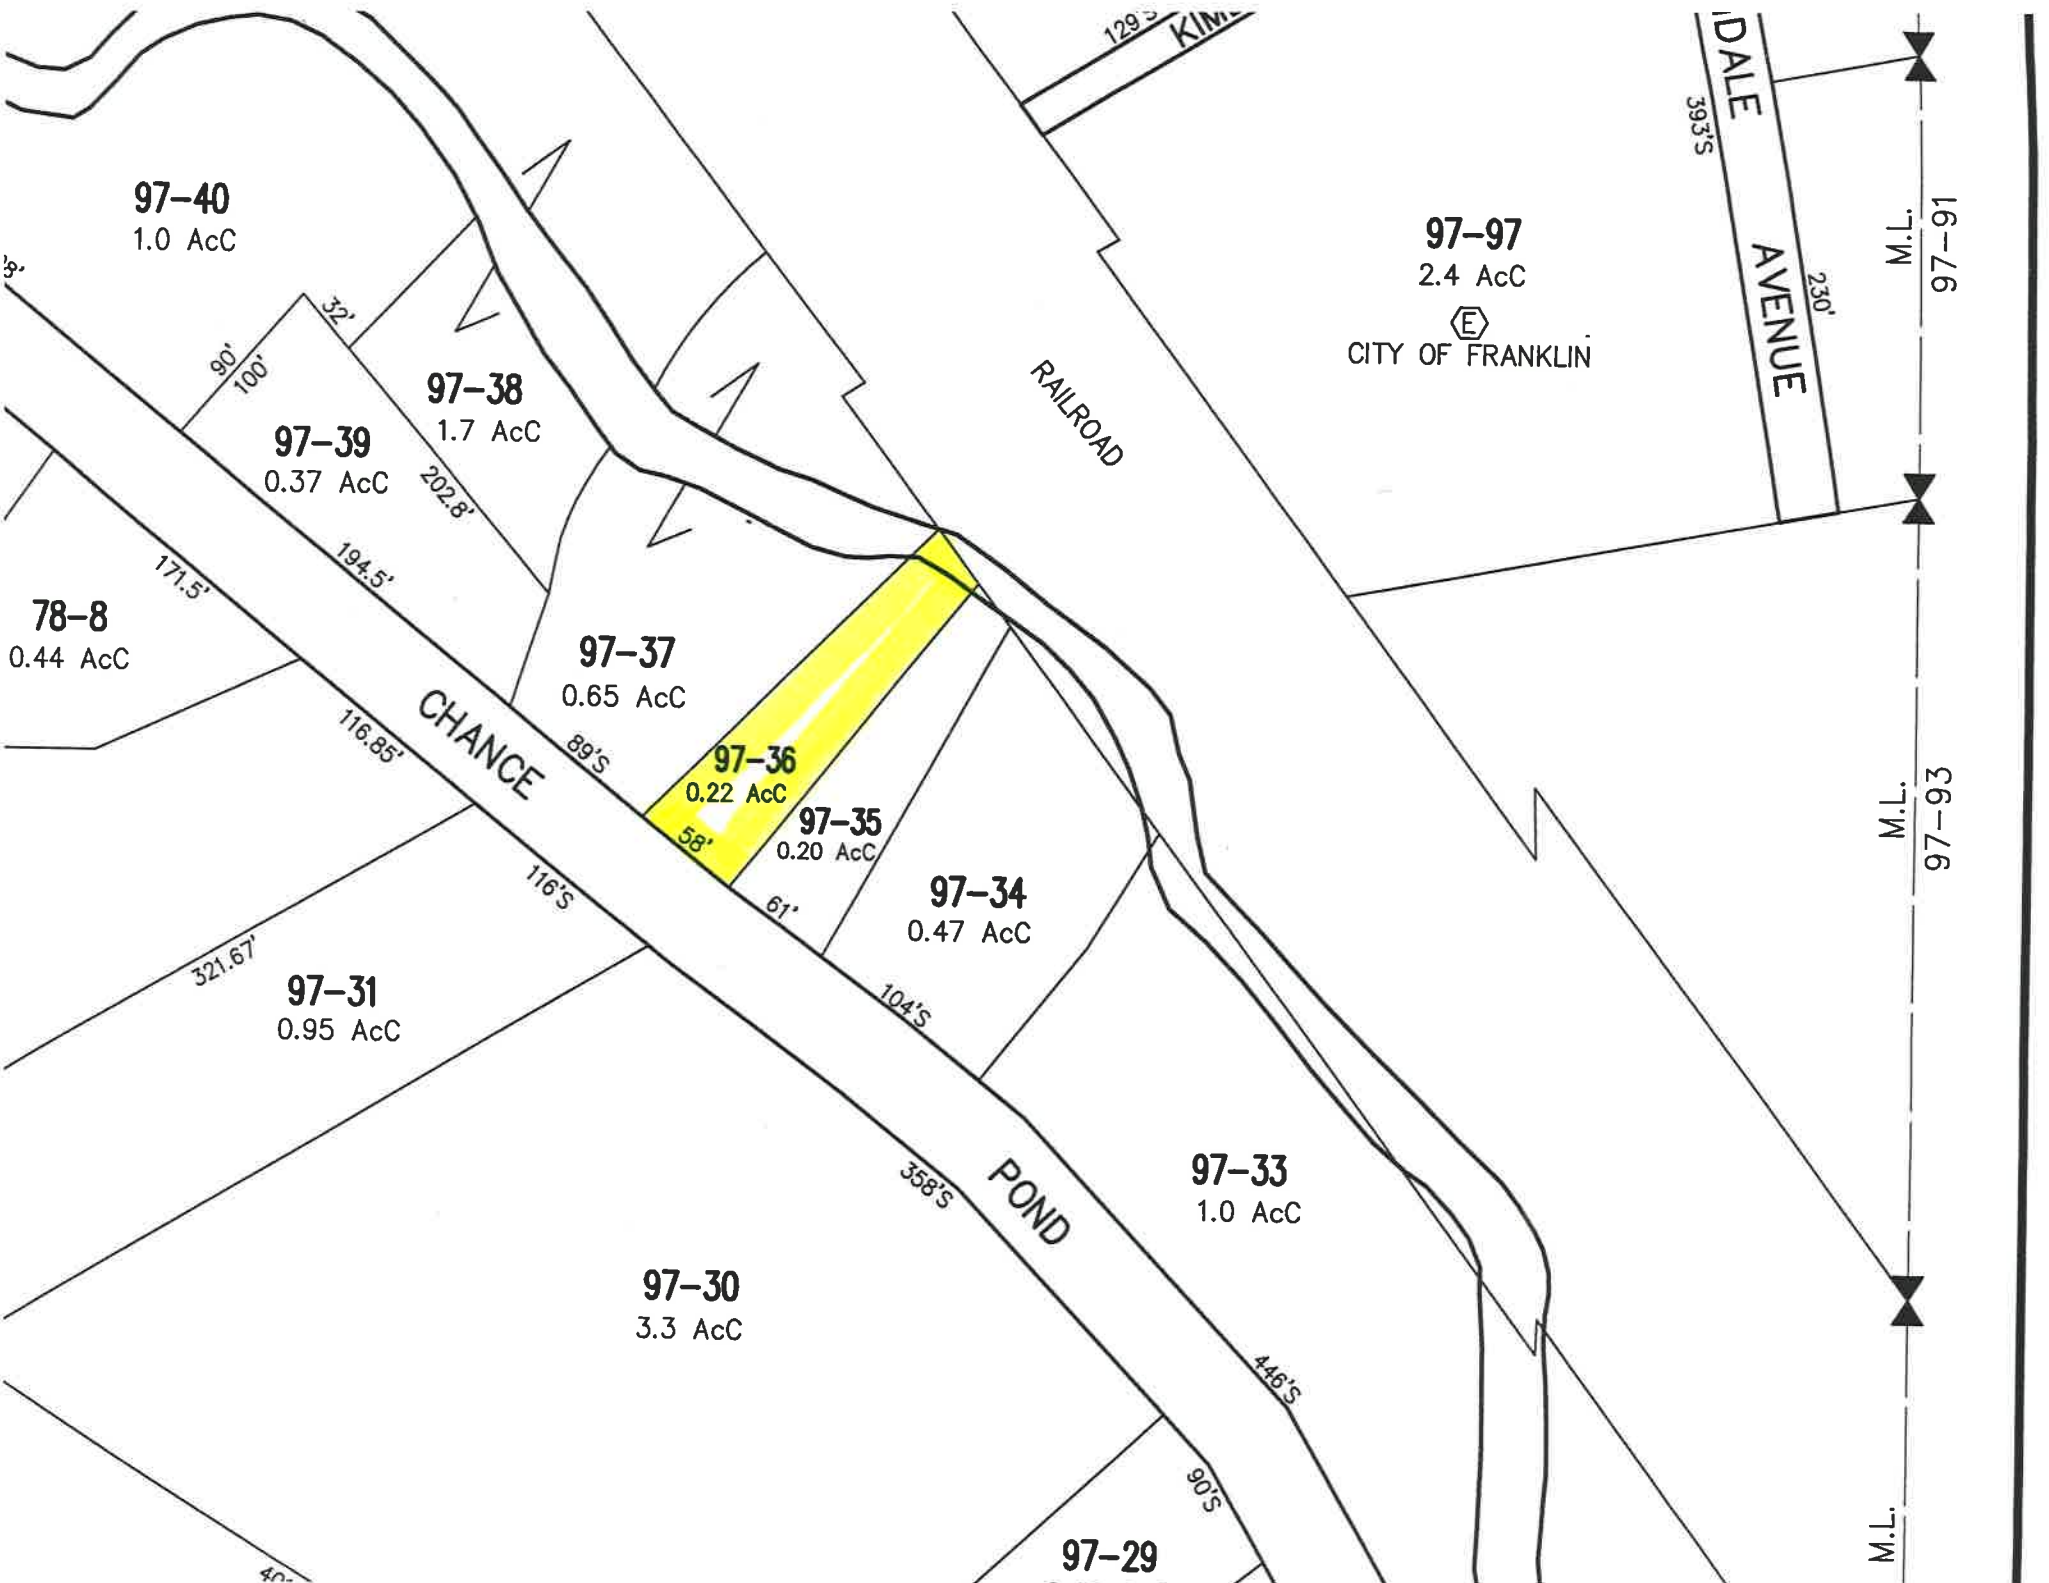 129'S
393'S
AVENUE
230'
M.L.
97-91
97-40
1.0 AcC
97-97
2.4 AcC
E
CITY OF FRANKLIN
32'
90'
100'
97-38
1.7 AcC
RAILROAD
97-39
0.37 AcC
202.8'
194.5'
171.5'
78-8
0.44 AcC
97-37
0.65 AcC
CHANCE
116.85'
89'S
97-36
0.22 AcC
58'
97-35
0.20 AcC
61'
M.L.
97-93
116'S
97-34
0.47 AcC
321.67'
97-31
0.95 AcC
104'S
358'S
POND
97-33
1.0 AcC
97-30
3.3 AcC
446'S
90'S
97-29
M.L.